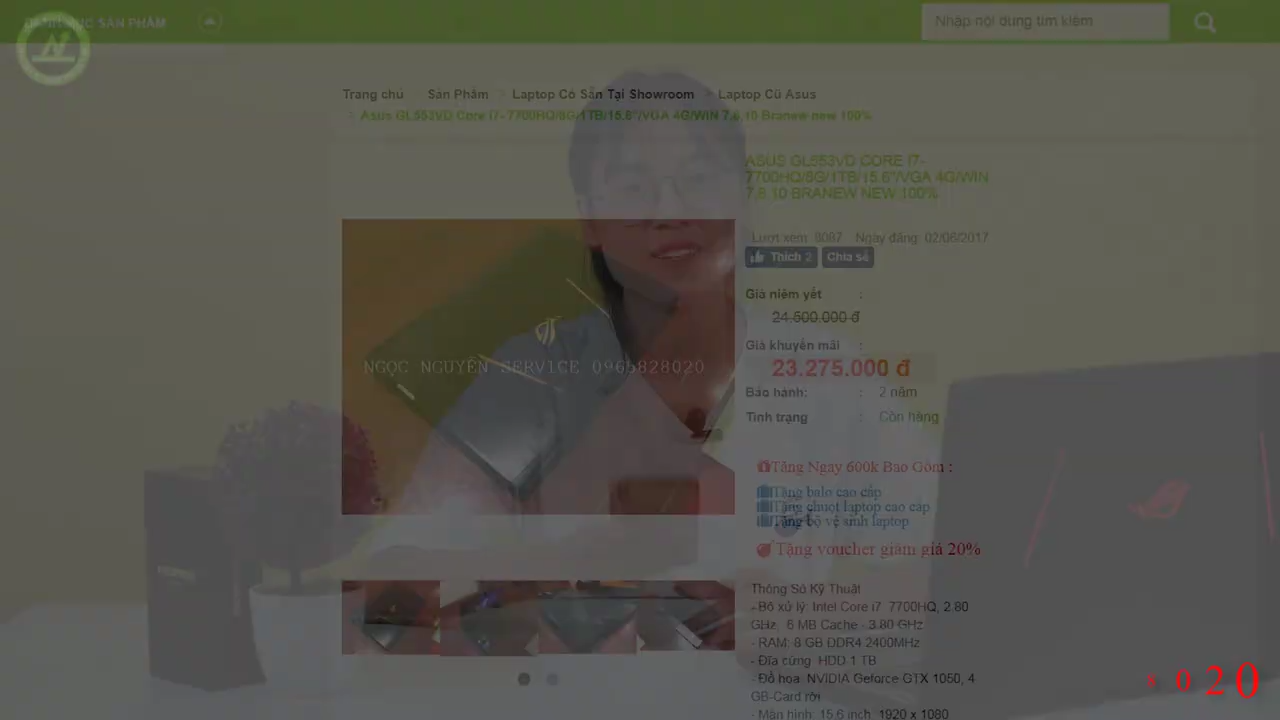 DANH MỤC SẢN PHẨM
Nhập nội dung tìm kiếm
Trang chủ
Sản Phẩm
Laptop Có Sẵn Tại Showroom
Laptop Cũ Asus
Asus GL553VD Core i7- 7700HQ/8G/1TB/15.6"/VGA 4G/WIN 7,8,10 Branew new 100%
ASUS GL553VD CORE I7-
7700HQ/8G/1TB/15.6"/VGA 4G/WIN
7,8,10 BRANEW NEW 100%
Lượt xem: 8087 Ngày đăng: 02/06/2017
Thích 2 Chia sẻ
Giá niêm yết :
24.500.000 đ
Giá khuyến mãi :
23.275.000 đ
Bảo hành: : 2 năm
Tình trạng : Còn hàng
NGỌC NGUYỄN SERVICE 0965828020
Tặng Ngay 600k Bao Gồm :
Tặng balo cao cấp
Tặng chuột laptop cao cấp
Tặng bộ vệ sinh laptop
Tặng voucher giảm giá 20%
Thông Số Kỹ Thuật
- Bộ xử lý: Intel Core i7 7700HQ, 2.80
GHz, 6 MB Cache - 3.80 GHz
- RAM: 8 GB DDR4 2400MHz
- Đĩa cứng: HDD 1 TB
- Đồ họa: NVIDIA Geforce GTX 1050, 4
GB-Card rời
- Màn hình: 15.6 inch, 1920 x 1080
8020